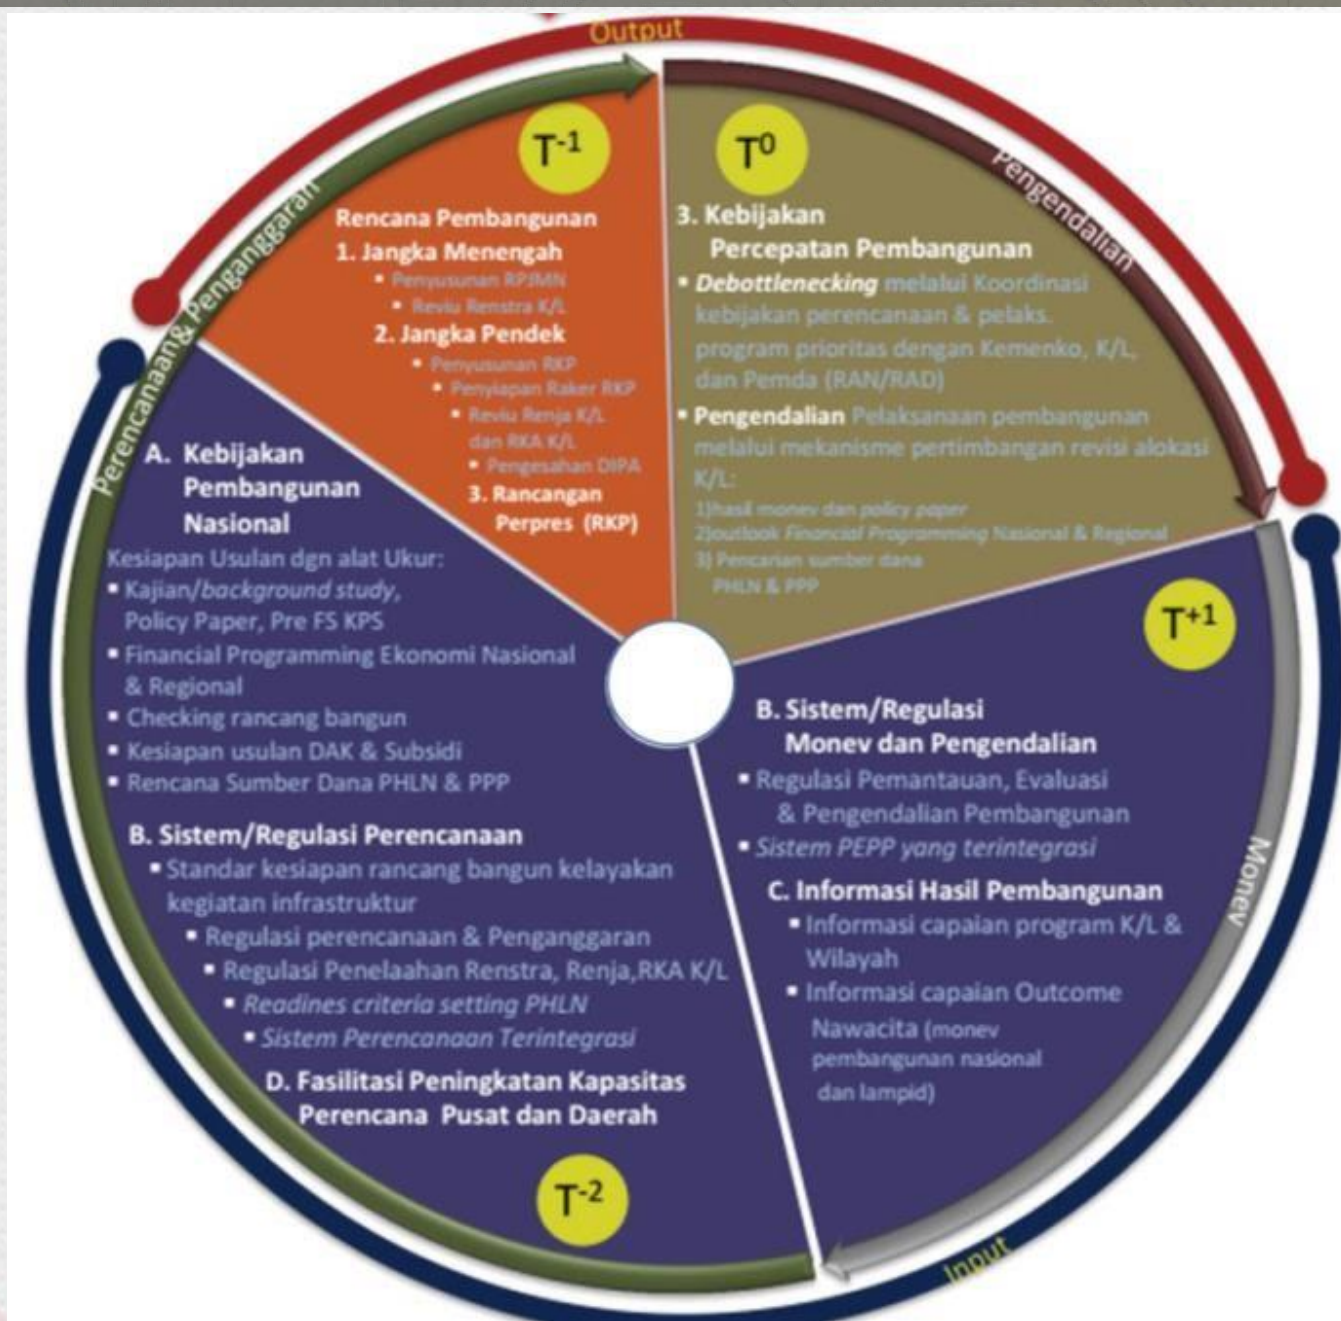 Output
Perencanaan & Penganggaran
T-1
Rencana Pembangunan
1. Jangka Menengah
▪ Penyusunan RPJMN
▪ Reviu Renstra K/L
2. Jangka Pendek
▪ Penyusunan RKP
▪ Penyiapan Raker RKP
▪ Reviu Renja K/L
dan RKA K/L
▪ Pengesahan DIPA
3. Rancangan
Perpres (RKP)
T0
Pengendalian
3. Kebijakan
Percepatan Pembangunan
▪ Debottlenecking melalui Koordinasi
kebijakan perencanaan & pelaks.
program prioritas dengan Kemenko, K/L,
dan Pemda (RAN/RAD)
▪ Pengendalian Pelaksanaan pembangunan
melalui mekanisme pertimbangan revisi alokasi
K/L:
1)hasil monev dan policy paper
2)outlook Financial Programming Nasional & Regional
3) Pencarian sumber dana
PHLN & PPP
T+1
B. Sistem/Regulasi
Monev dan Pengendalian
▪ Regulasi Pemantauan, Evaluasi
& Pengendalian Pembangunan
▪ Sistem PEPP yang terintegrasi
C. Informasi Hasil Pembangunan
▪ Informasi capaian program K/L &
Wilayah
▪ Informasi capaian Outcome
Nawacita (monev
pembangunan nasional
dan lampid)
Monev
Input
A. Kebijakan
Pembangunan
Nasional
Kesiapan Usulan dgn alat Ukur:
▪ Kajian/background study,
Policy Paper, Pre FS KPS
▪ Financial Programming Ekonomi Nasional
& Regional
▪ Checking rancang bangun
▪ Kesiapan usulan DAK & Subsidi
▪ Rencana Sumber Dana PHLN & PPP
B. Sistem/Regulasi Perencanaan
▪ Standar kesiapan rancang bangun kelayakan
kegiatan infrastruktur
▪ Regulasi perencanaan & Penganggaran
▪ Regulasi Penelaahan Renstra, Renja,RKA K/L
▪ Readines criteria setting PHLN
▪ Sistem Perencanaan Terintegrasi
D. Fasilitasi Peningkatan Kapasitas
Perencana Pusat dan Daerah
T-2